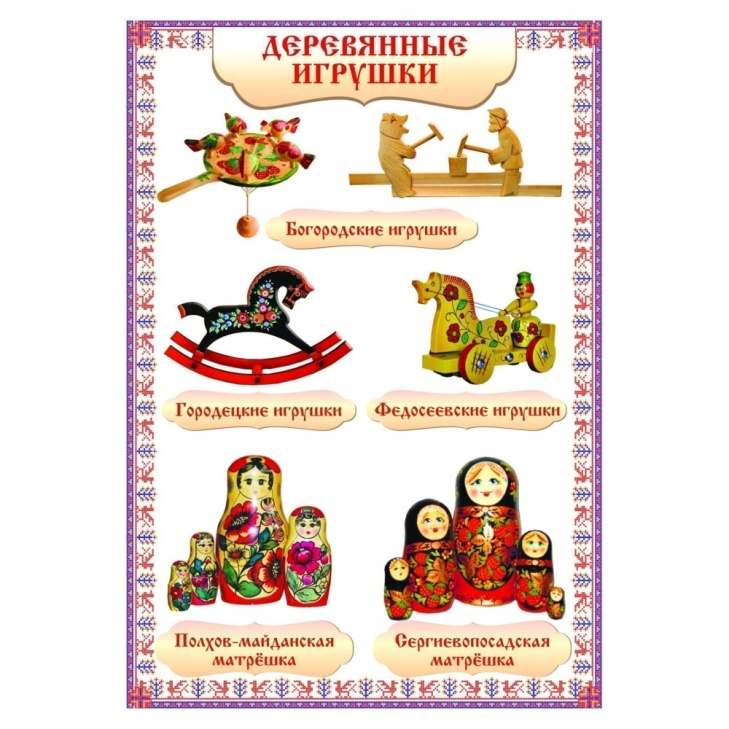 Деревянные
игрушки
Богородские игрушки
Городецкие игрушки
Федосеевские игрушки
Полхов-майданская
матрёшка
Сергиевопосадская
матрёшка